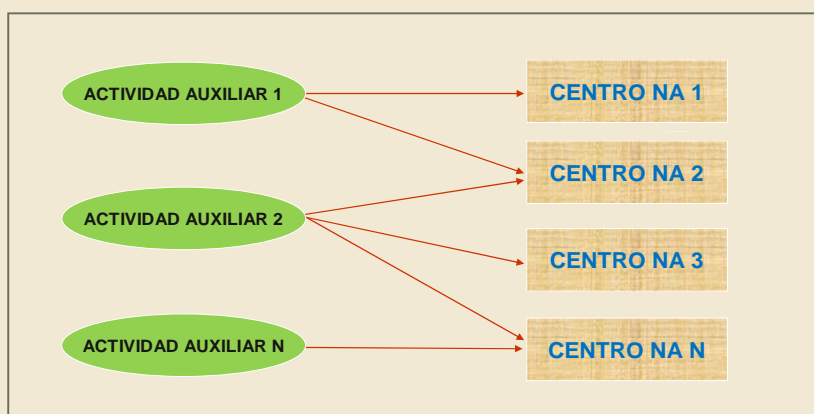 ACTIVIDAD AUXILIAR 1
CENTRO NA 1
CENTRO NA 2
ACTIVIDAD AUXILIAR 2
CENTRO NA 3
ACTIVIDAD AUXILIAR N
CENTRO NA N